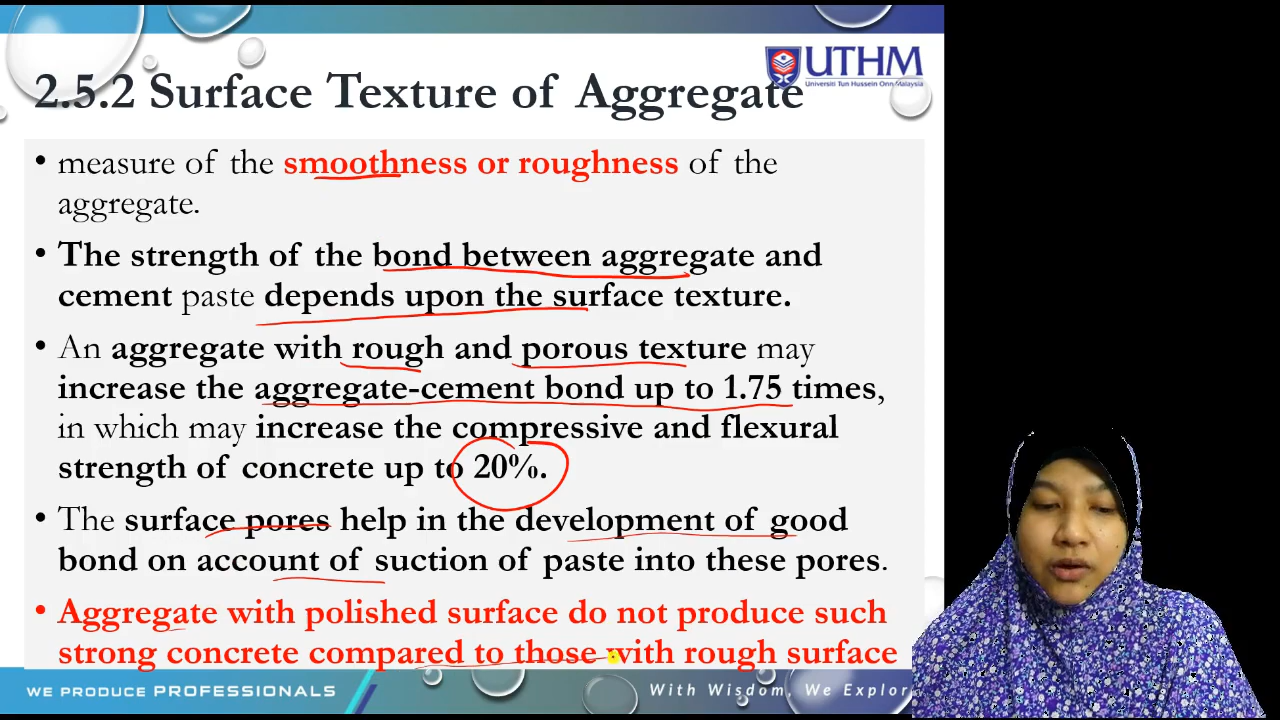 UTHM
Universiti Tun Hussein Onn Malaysia
2.5.2 Surface Texture of Aggregate
• measure of the smoothness or roughness of the
aggregate.
• The strength of the bond between aggregate and
cement paste depends upon the surface texture.
• An aggregate with rough and porous texture may
increase the aggregate-cement bond up to 1.75 times,
in which may increase the compressive and flexural
strength of concrete up to 20%.
• The surface pores help in the development of good
bond on account of suction of paste into these pores.
• Aggregate with polished surface do not produce such
strong concrete compared to those with rough surface
WE PRODUCE PROFESSIONALS
With Wisdom, We Explor